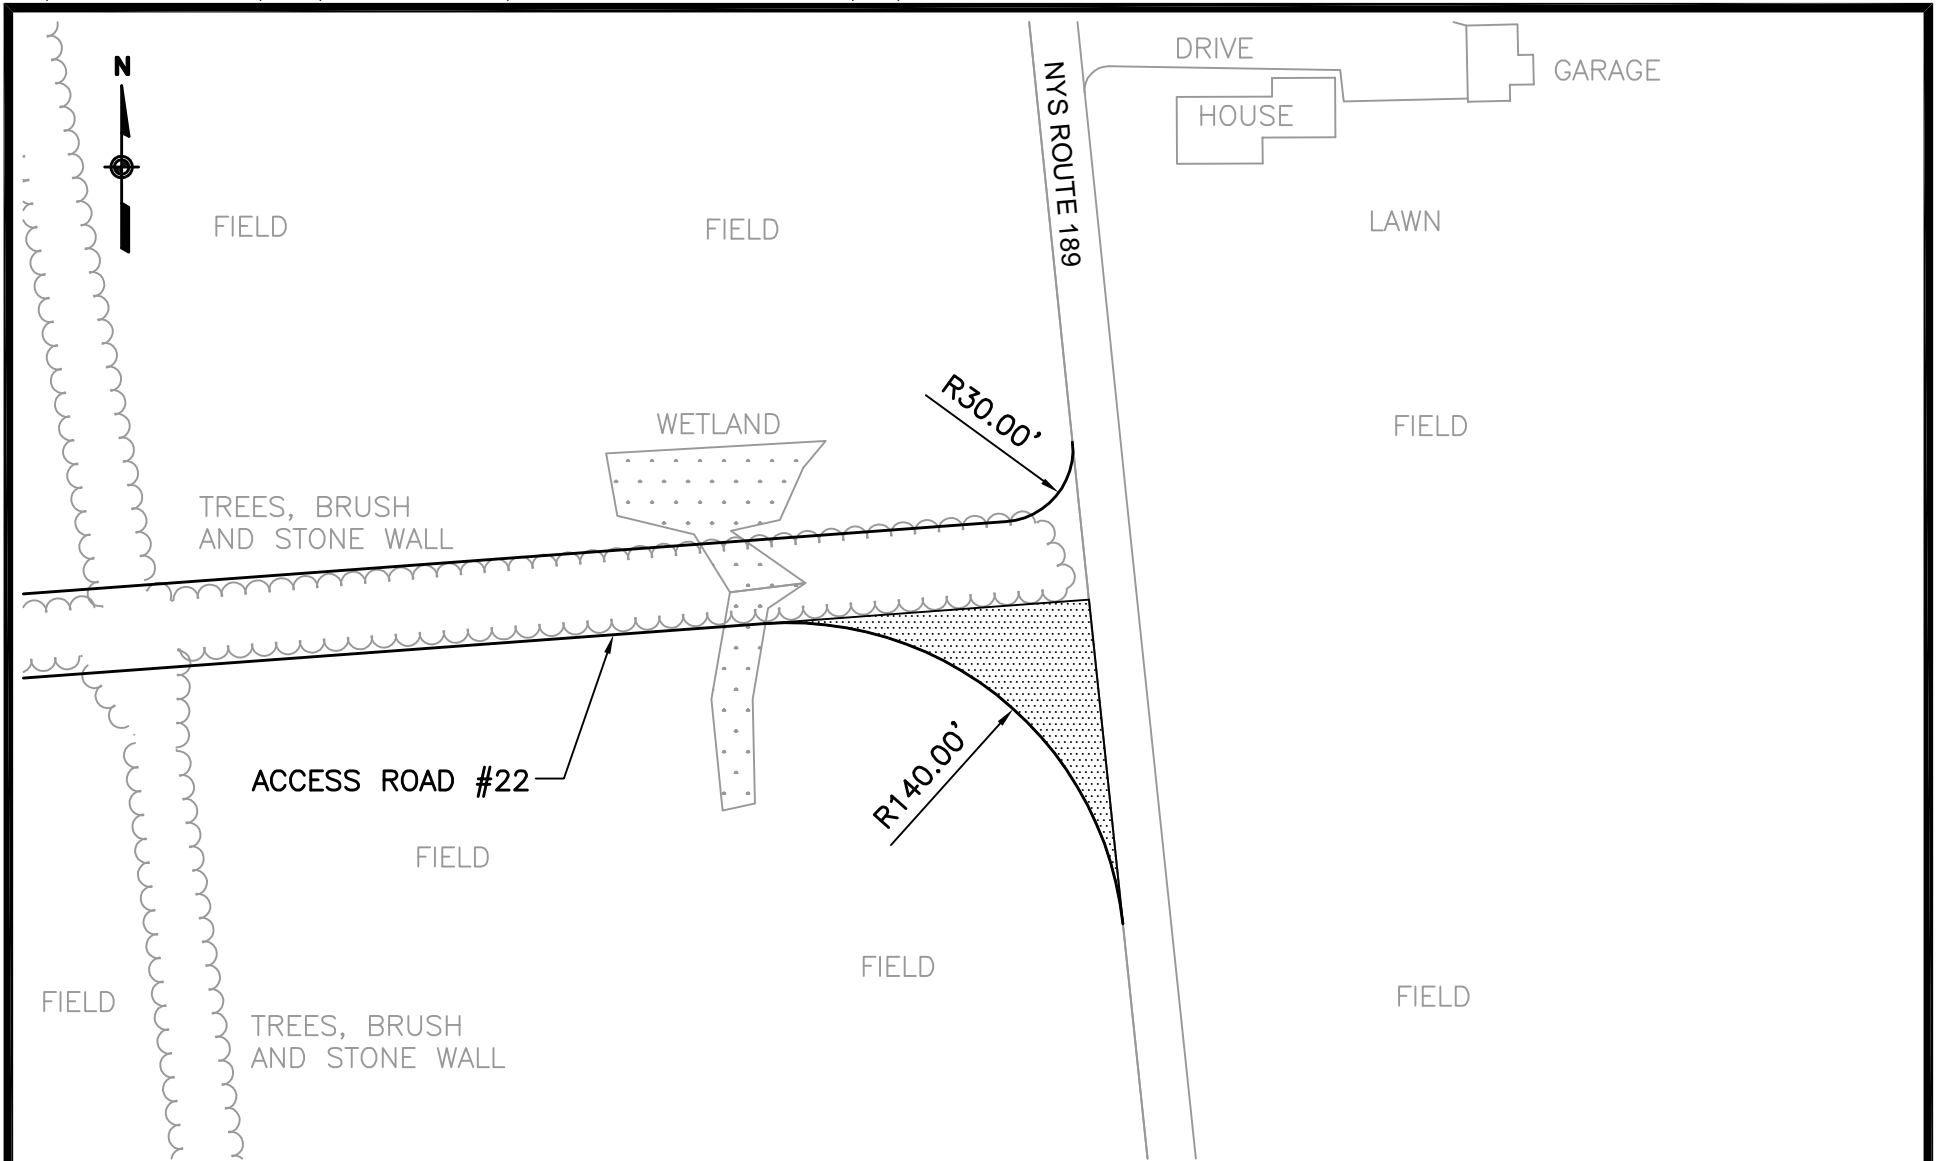 N
DRIVE
GARAGE
HOUSE
NYS ROUTE 189
FIELD
FIELD
LAWN
R30.00'
WETLAND
FIELD
TREES, BRUSH
AND STONE WALL
R140.00'
ACCESS ROAD #22
FIELD
FIELD
FIELD
FIELD
TREES, BRUSH
AND STONE WALL